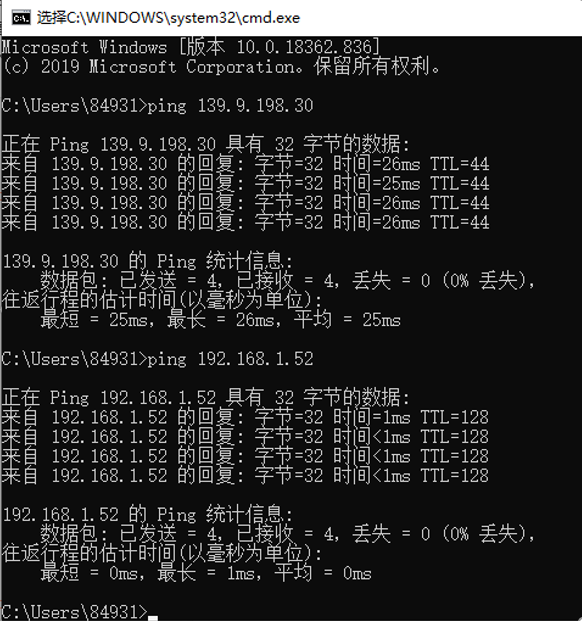 选择C:\WINDOWS\system32\cmd.exe
Microsoft Windows [版本 10.0.18362.836]
(c) 2019 Microsoft Corporation。保留所有权利。
C:\Users\84931>ping 139.9.198.30
正在 Ping 139.9.198.30 具有 32 字节的数据:
来自 139.9.198.30 的回复: 字节=32 时间=26ms TTL=44
来自 139.9.198.30 的回复: 字节=32 时间=25ms TTL=44
来自 139.9.198.30 的回复: 字节=32 时间=26ms TTL=44
来自 139.9.198.30 的回复: 字节=32 时间=26ms TTL=44
139.9.198.30 的 Ping 统计信息:
数据包: 已发送 = 4，已接收 = 4，丢失 = 0 (0% 丢失)，
往返行程的估计时间(以毫秒为单位):
最短 = 25ms，最长 = 26ms，平均 = 25ms
C:\Users\84931>ping 192.168.1.52
正在 Ping 192.168.1.52 具有 32 字节的数据:
来自 192.168.1.52 的回复: 字节=32 时间=1ms TTL=128
来自 192.168.1.52 的回复: 字节=32 时间<1ms TTL=128
来自 192.168.1.52 的回复: 字节=32 时间<1ms TTL=128
来自 192.168.1.52 的回复: 字节=32 时间<1ms TTL=128
192.168.1.52 的 Ping 统计信息:
数据包: 已发送 = 4，已接收 = 4，丢失 = 0 (0% 丢失)，
往返行程的估计时间(以毫秒为单位):
最短 = 0ms，最长 = 1ms，平均 = 0ms
C:\Users\84931>